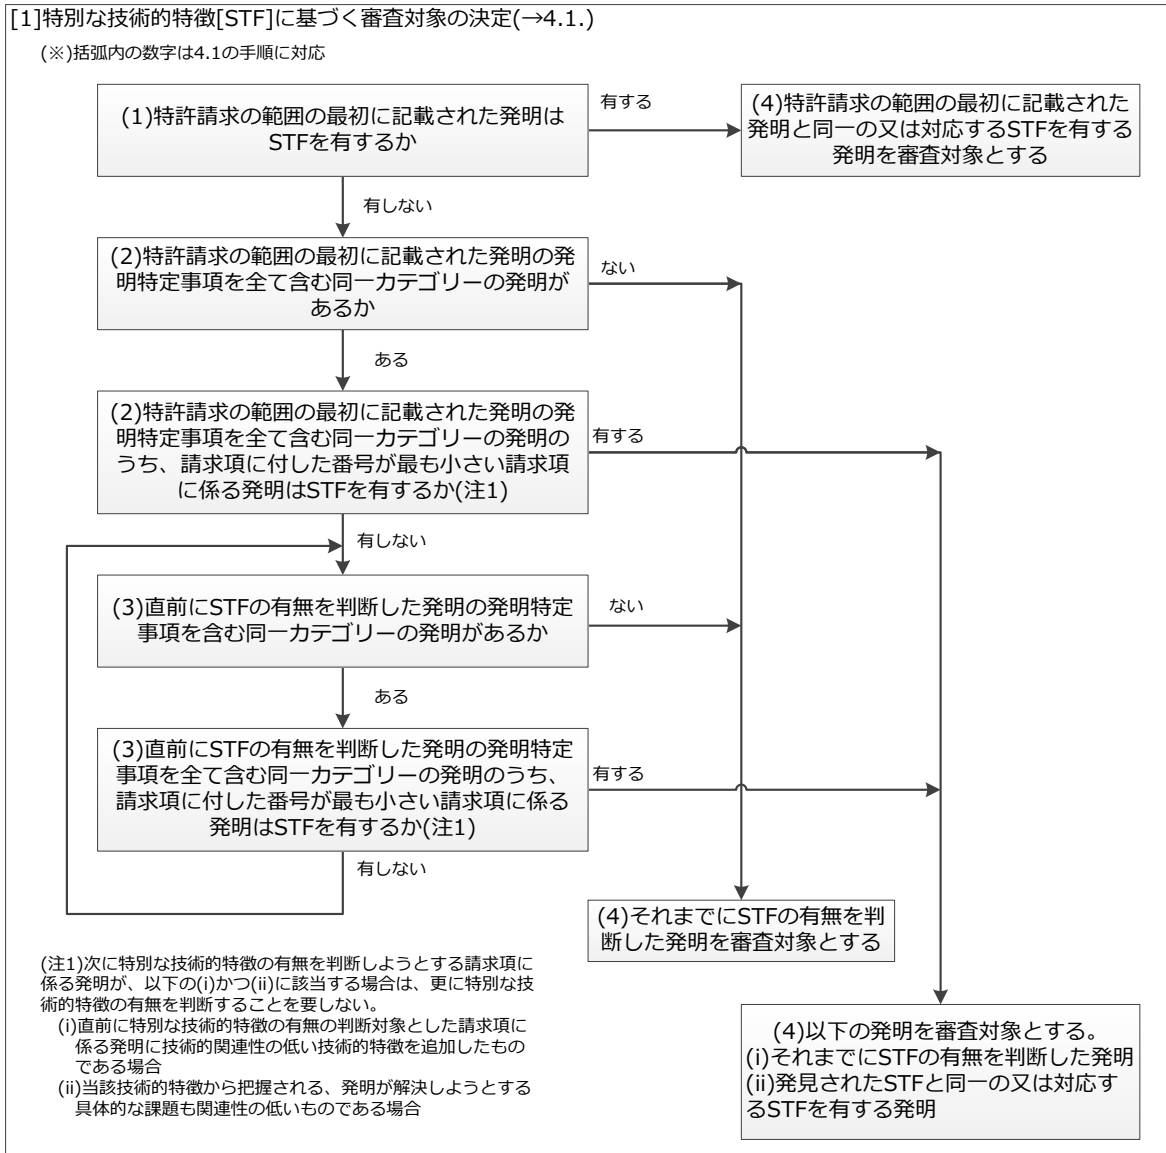 [1]特別な技術的特徴[STF]に基づく審査対象の決定(→4.1.)
(※)括弧内の数字は4.1の手順に対応
(1)特許請求の範囲の最初に記載された発明は
STFを有するか
有する
(4)特許請求の範囲の最初に記載された
発明と同一の又は対応するSTFを有する
発明を審査対象とする
有しない
(2)特許請求の範囲の最初に記載された発明の発
明特定事項を全て含む同一カテゴリーの発明が
あるか
ない
ある
(2)特許請求の範囲の最初に記載された発明の発
明特定事項を全て含む同一カテゴリーの発明の
うち、請求項に付した番号が最も小さい請求項
に係る発明はSTFを有するか(注1)
有する
有しない
(3)直前にSTFの有無を判断した発明の発明特定
事項を含む同一カテゴリーの発明があるか
ない
ある
(3)直前にSTFの有無を判断した発明の発明特定
事項を全て含む同一カテゴリーの発明のうち、
請求項に付した番号が最も小さい請求項に係る
発明はSTFを有するか(注1)
有する
有しない
(4)それまでにSTFの有無を判
断した発明を審査対象とする
(注1)次に特別な技術的特徴の有無を判断しようとする請求項に
係る発明が、以下の(i)かつ(ii)に該当する場合は、更に特別な技
術的特徴の有無を判断することを要しない。
(i)直前に特別な技術的特徴の有無の判断対象とした請求項に
係る発明に技術的関連性の低い技術的特徴を追加したもの
である場合
(ii)当該技術的特徴から把握される、発明が解決しようとする
具体的な課題も関連性の低いものである場合
(4)以下の発明を審査対象とする。
(i)それまでにSTFの有無を判断した発明
(ii)発見されたSTFと同一の又は対応す
るSTFを有する発明